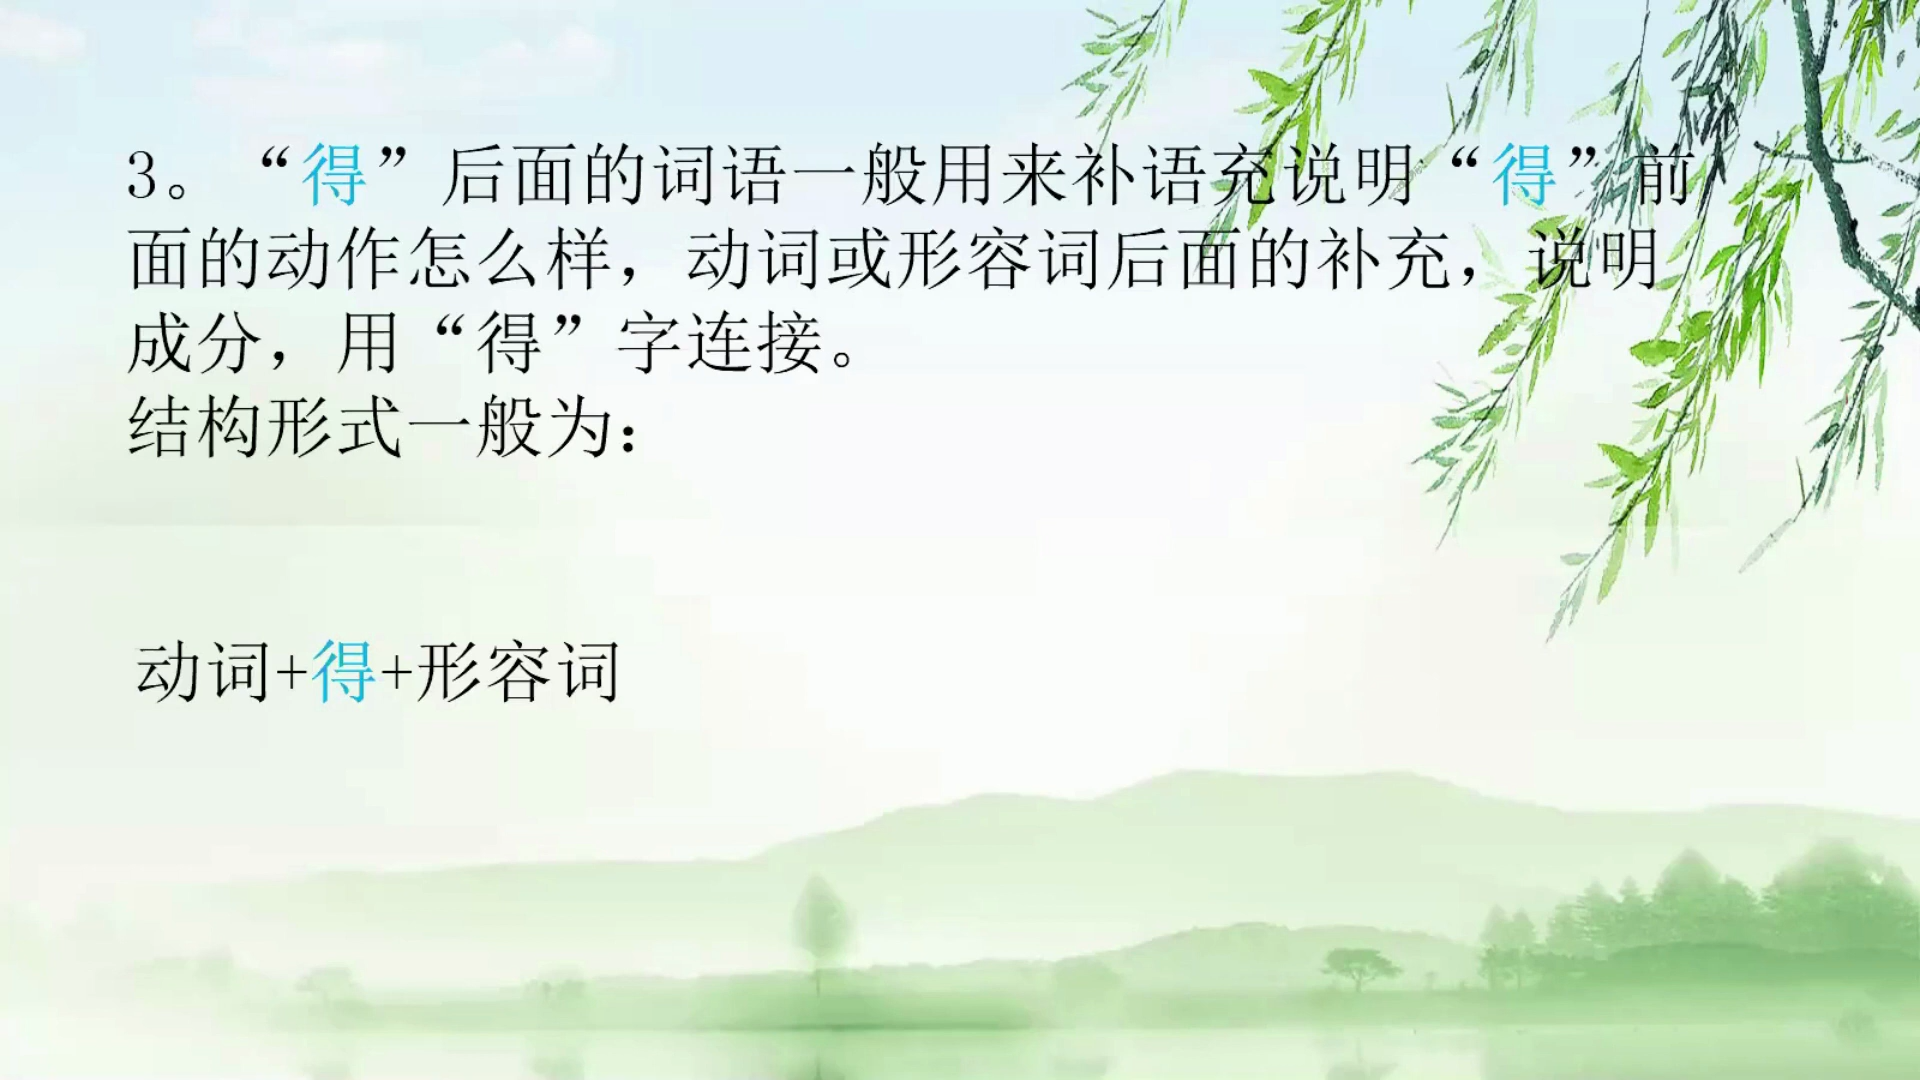 3。“得”后面的词语一般用来补语充说明“得”前
面的动作怎么样，动词或形容词后面的补充，说明
成分，用“得”字连接。
结构形式一般为：
动词+得+形容词